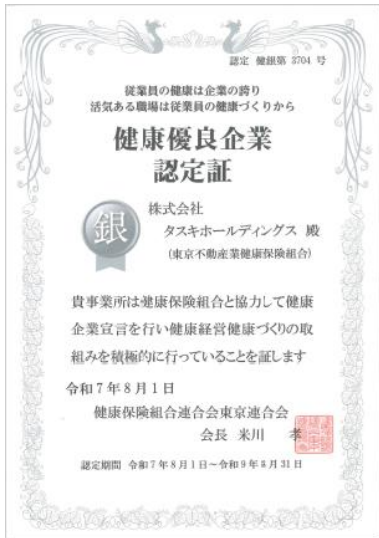 認定 健銀第 3704 号
従業員の健康は企業の誇り
活気ある職場は従業員の健康づくりから
健康優良企業
認定証
銀
株式会社
タスキホールディングス 殿
(東京不動産業健康保険組合)
貴事業所は健康保険組合と協力して健康
企業宣言を行い健康経営健康づくりの取
組みを積極的に行っていることを証します
令和7年8月1日
健康保険組合連合会東京連合会
会長 米川 孝
認定期間 令和7年8月1日~令和9年8月31日